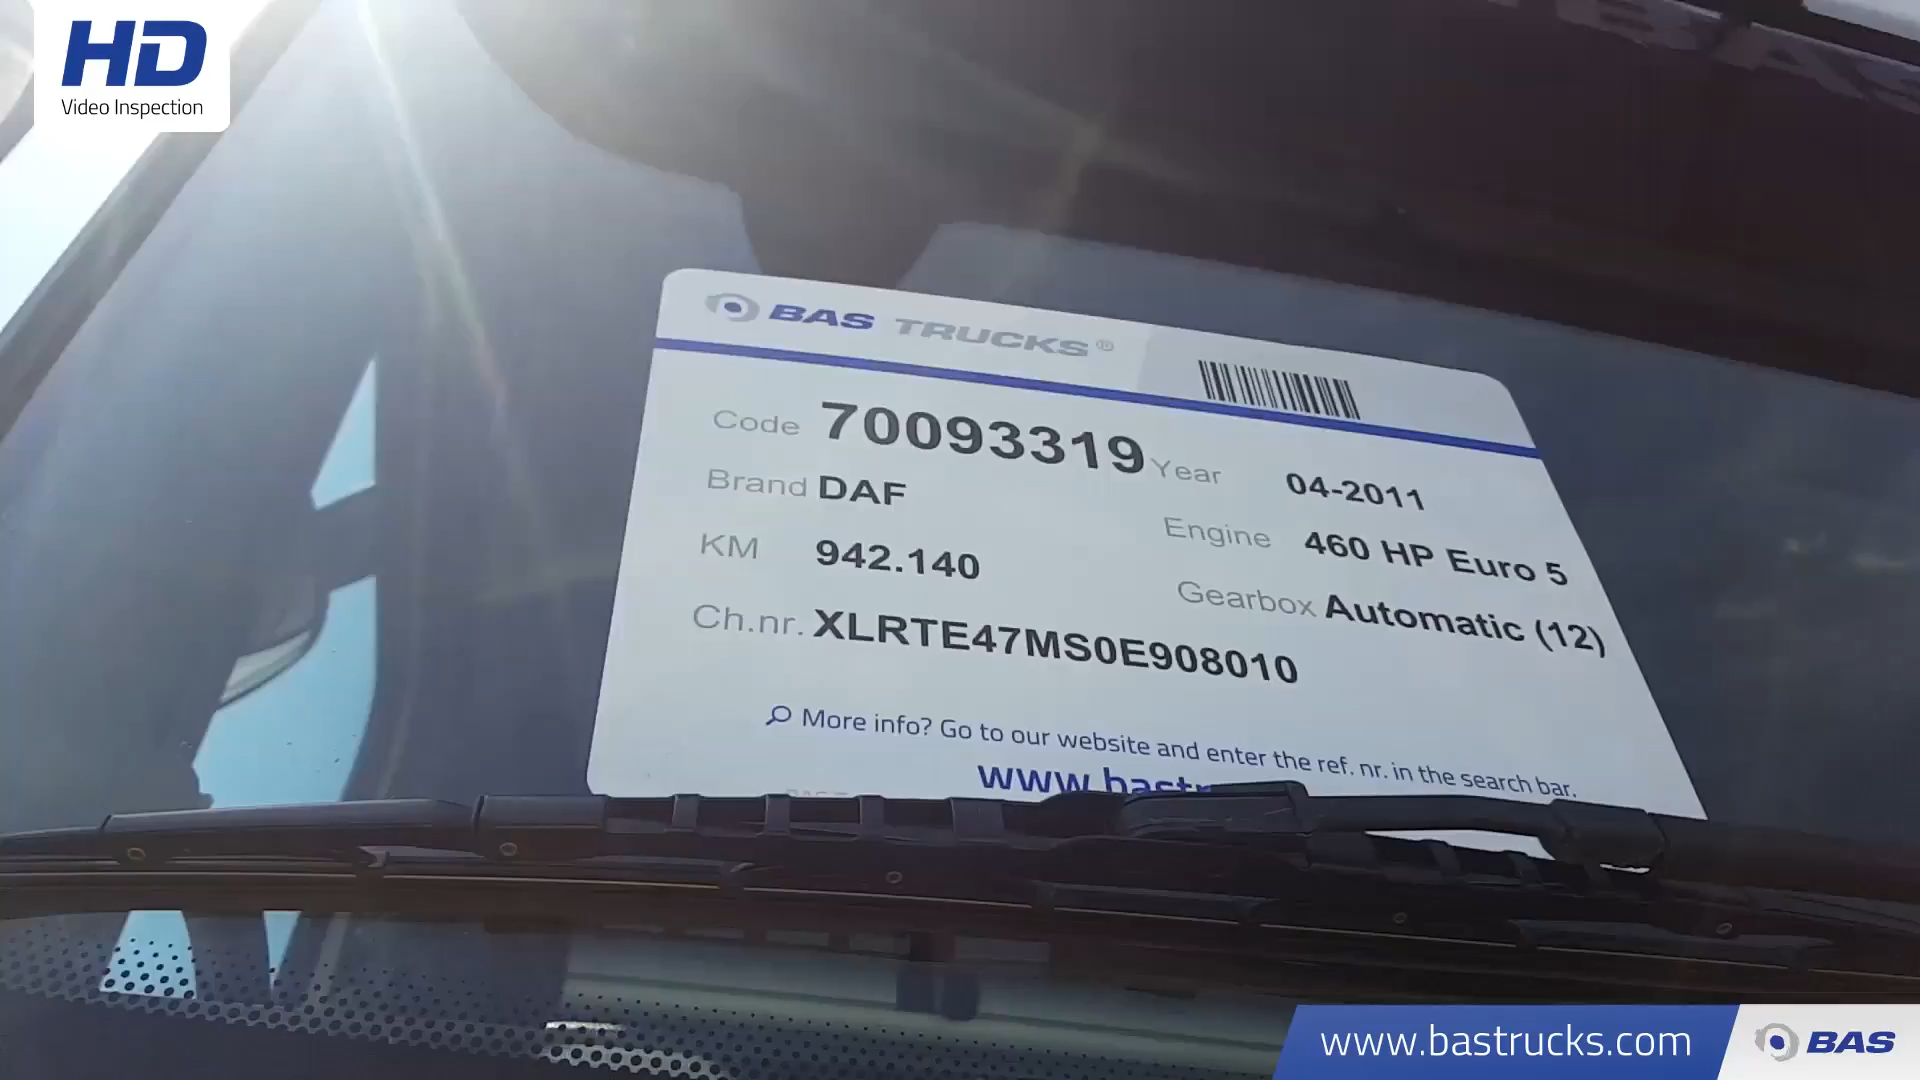 HD
Video Inspection
BAS TRUCKS®
Code 70093319 Year 04-2011
Brand DAF
Engine 460 HP Euro 5
KM 942.140
Gearbox Automatic (12)
Ch.nr. XLRTE47MS0E908010
More info? Go to our website and enter the ref. nr. in the search bar.
www.bastr
www.bastrucks.com
BAS